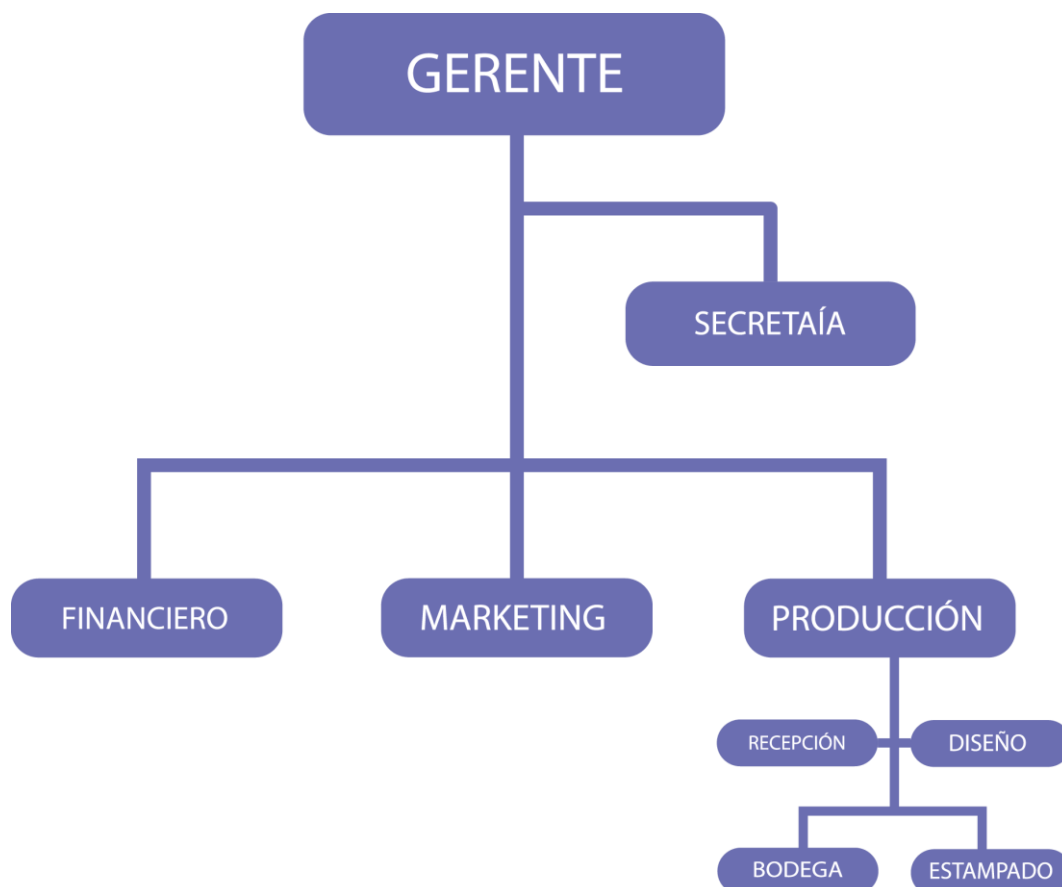 GERENTE
SECRETAÍA
FINANCIERO
MARKETING
PRODUCCIÓN
RECEPCIÓN
DISEÑO
BODEGA
ESTAMPADO